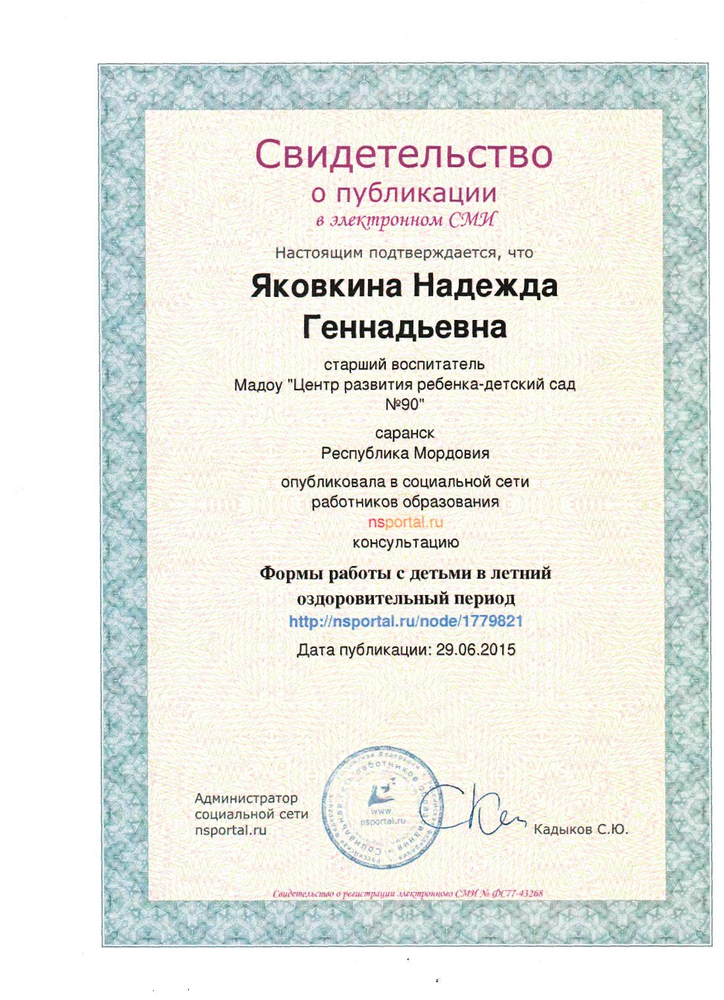 Свидетельство
о публикации
в электронном СМИ
Настоящим подтверждается, что
Яковкина Надежда
Геннадьевна
старший воспитатель
Мадоу "Центр развития ребенка-детский сад
№90"
саранск
Республика Мордовия
опубликовала в социальной сети
работников образования
nsportal.ru
консультацию
Формы работы с детьми в летний
оздоровительный период
http://nsportal.ru/node/1779821
Дата публикации: 29.06.2015
Администратор
социальной сети
nsportal.ru
Социальная сеть работников образования
www
nsportal.ru
Кадыков С.Ю.
Свидетельство о регистрации электронного СМИ № ФС77-43268